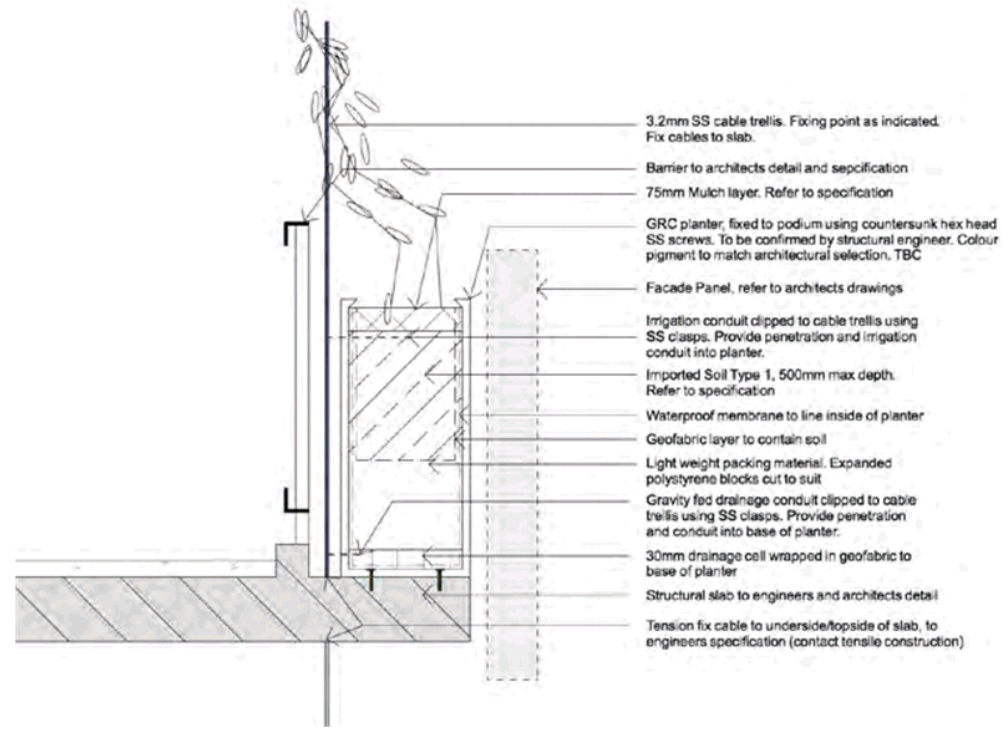 3.2mm SS cable trellis. Fixing point as indicated.
Fix cables to slab.
Barrier to architects detail and sepcification
75mm Mulch layer. Refer to specification
GRC planter, fixed to podium using countersunk hex head
SS screws. To be confirmed by structural engineer. Colour
pigment to match architectural selection. TBC
Facade Panel, refer to architects drawings
Irrigation conduit clipped to cable trellis using
SS clasps. Provide penetration and irrigation
conduit into planter.
Imported Soil Type 1, 500mm max depth.
Refer to specification
Waterproof membrane to line inside of planter
Geofabric layer to contain soil
Light weight packing material. Expanded
polystyrene blocks cut to suit
Gravity fed drainage conduit clipped to cable
trellis using SS clasps. Provide penetration
and conduit into base of planter.
30mm drainage cell wrapped in geofabric to
base of planter
Structural slab to engineers and architects detail
Tension fix cable to underside/topside of slab, to
engineers specification (contact tensile construction)